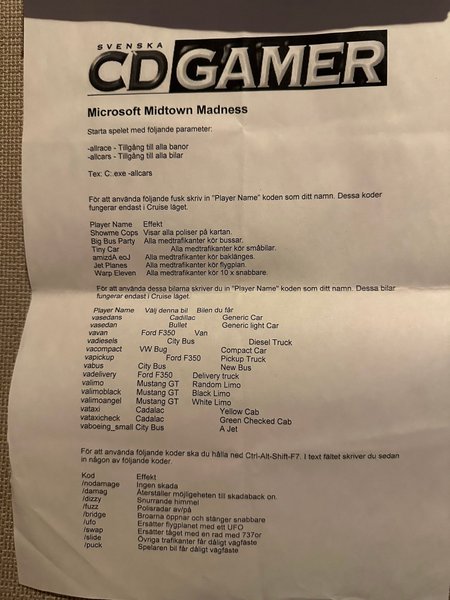 SVENSKA
CD GAMER
Microsoft Midtown Madness
Starta spelet med följande parameter:
-allrace - Tillgång till alla banor
-allcars - Tillgång till alla bilar
Tex: C:.exe -allcars
För att använda följande fusk skriv in "Player Name" koden som ditt namn. Dessa koder
fungerar endast i Cruise läget.
Player Name Effekt
Showme Cops Visar alla poliser på kartan.
Big Bus Party Alla medtrafikanter kör bussar.
Tiny Car Alla medtrafikanter kör småbilar.
amizdA eoJ Alla medtrafikanter kör baklänges.
Jet Planes Alla medtrafikanter kör flygplan.
Warp Eleven Alla medtrafikanter kör 10 x snabbare.
För att använda dessa bilarna skriver du in "Player Name" koden som ditt namn. Dessa bilar
fungerar endast i Cruise läget.
Player Name Välj denna bil Bilen du får
vasedans Cadillac Generic Car
vasedan Bullet Generic light Car
vavan Ford F350 Van
vadiesels City Bus Diesel Truck
vacompact VW Bug Compact Car
vapickup Ford F350 Pickup Truck
vabus City Bus New Bus
vadelivery Ford F350 Delivery truck
valimo Mustang GT Random Limo
valimoblack Mustang GT Black Limo
valimoangel Mustang GT White Limo
vataxi Cadalac Yellow Cab
vataxicheck Cadalac Green Checked Cab
vaboeing_small City Bus A Jet
För att använda följande koder ska du hålla ned Ctrl-Alt-Shift-F7. I text fältet skriver du sedan
in någon av följande koder.
Kod Effekt
/nodamage Ingen skada
/damag Återställer möjligeheten till skadaback on.
/dizzy Snurrande himmel
/fuzz Polisradar av/på
/bridge Broarna öppnar och stänger snabbare
/ufo Ersätter flygplanet med ett UFO
/swap Ersätter tåget med en rad med 737or
/slide Övriga trafikanter får dåligt vägfäste
/puck Spelaren bil får dåligt vägfäste